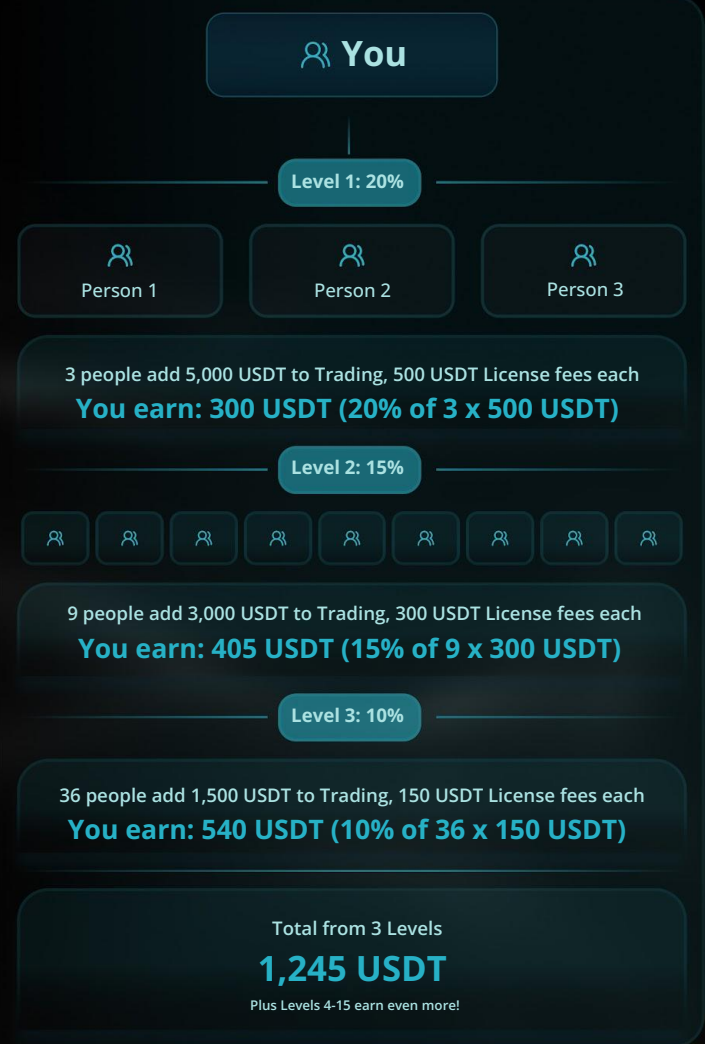 You
Level 1: 20%
Person 1
Person 2
Person 3
3 people add 5,000 USDT to Trading, 500 USDT License fees each
You earn: 300 USDT (20% of 3 x 500 USDT)
Level 2: 15%
9 people add 3,000 USDT to Trading, 300 USDT License fees each
You earn: 405 USDT (15% of 9 x 300 USDT)
Level 3: 10%
36 people add 1,500 USDT to Trading, 150 USDT License fees each
You earn: 540 USDT (10% of 36 x 150 USDT)
Total from 3 Levels
1,245 USDT
Plus Levels 4-15 earn even more!